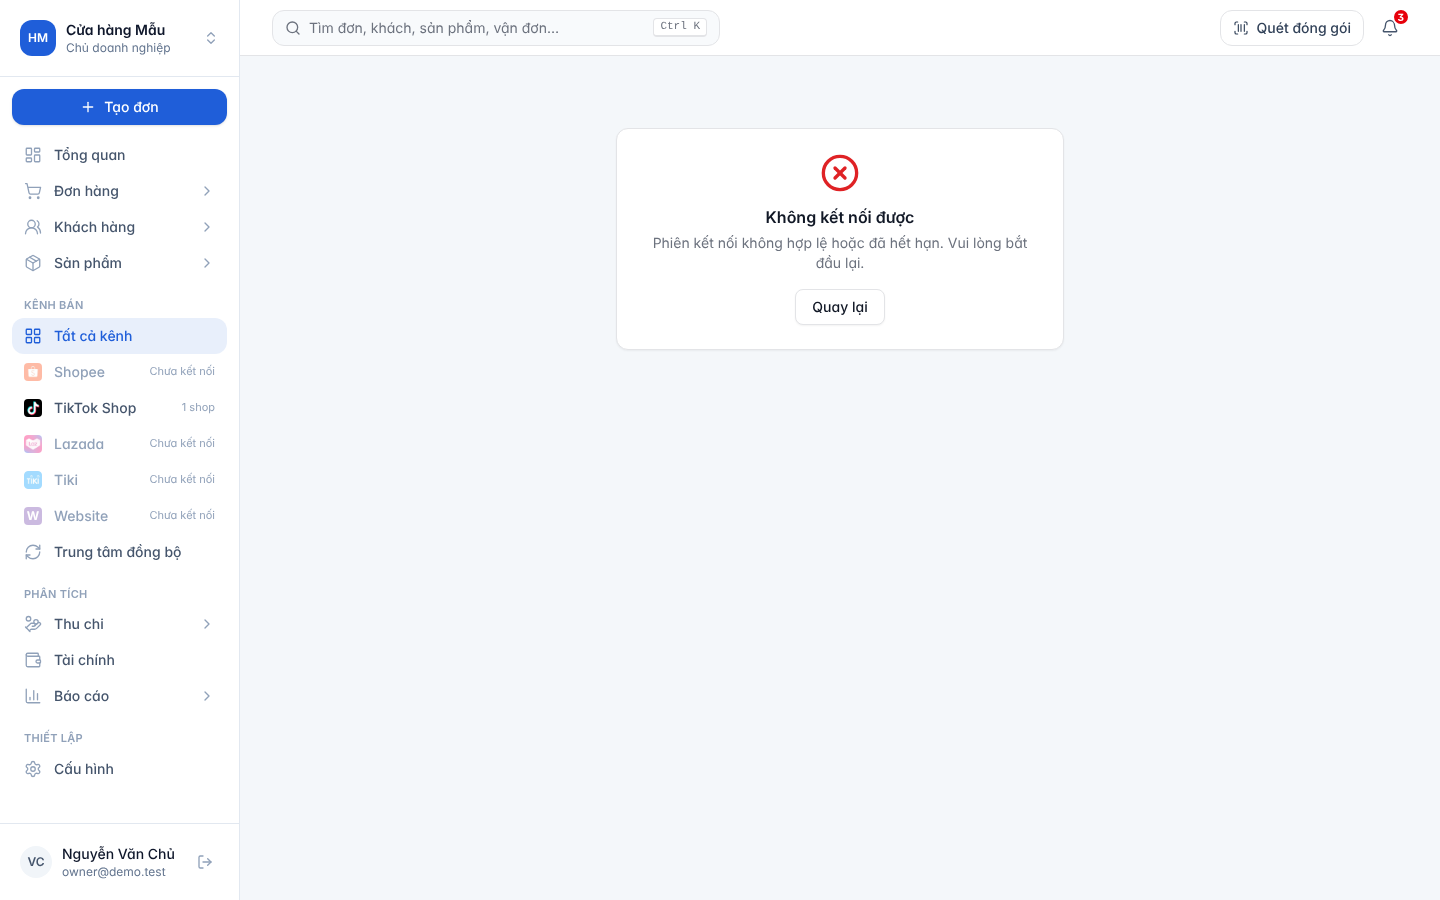 HM
Cửa hàng Mẫu
Chủ doanh nghiệp
Tìm đơn, khách, sản phẩm, vận đơn...
Ctrl K
Quét đóng gói
3
Tạo đơn
Tổng quan
Đơn hàng
Khách hàng
Sản phẩm
KÊNH BÁN
Tất cả kênh
Shopee Chưa kết nối
TikTok Shop 1 shop
Lazada Chưa kết nối
Tiki Chưa kết nối
W Website Chưa kết nối
Trung tâm đồng bộ
PHÂN TÍCH
Thu chi
Tài chính
Báo cáo
THIẾT LẬP
Cấu hình
VC
Nguyễn Văn Chủ
owner@demo.test
Không kết nối được
Phiên kết nối không hợp lệ hoặc đã hết hạn. Vui lòng bắt
đầu lại.
Quay lại